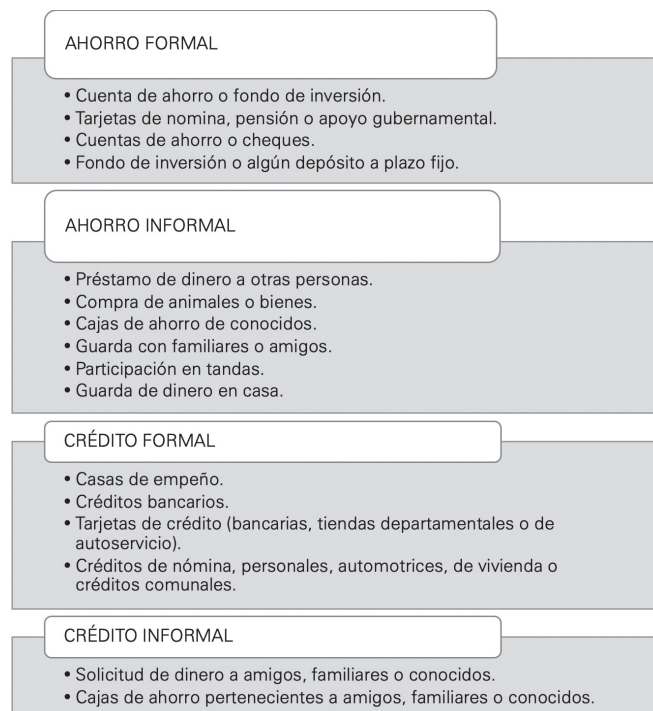 AHORRO FORMAL
• Cuenta de ahorro o fondo de inversión.
• Tarjetas de nomina, pensión o apoyo gubernamental.
• Cuentas de ahorro o cheques.
• Fondo de inversión o algún depósito a plazo fijo.
AHORRO INFORMAL
• Préstamo de dinero a otras personas.
• Compra de animales o bienes.
• Cajas de ahorro de conocidos.
• Guarda con familiares o amigos.
• Participación en tandas.
• Guarda de dinero en casa.
CRÉDITO FORMAL
• Casas de empeño.
• Créditos bancarios.
• Tarjetas de crédito (bancarias, tiendas departamentales o de
autoservicio).
• Créditos de nómina, personales, automotrices, de vivienda o
créditos comunales.
CRÉDITO INFORMAL
• Solicitud de dinero a amigos, familiares o conocidos.
• Cajas de ahorro pertenecientes a amigos, familiares o conocidos.